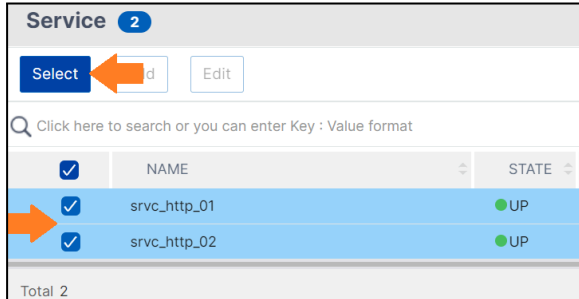 Service 2
Select Edit
Click here to search or you can enter Key : Value format
NAME STATE
srvc_http_01 UP
srvc_http_02 UP
Total 2